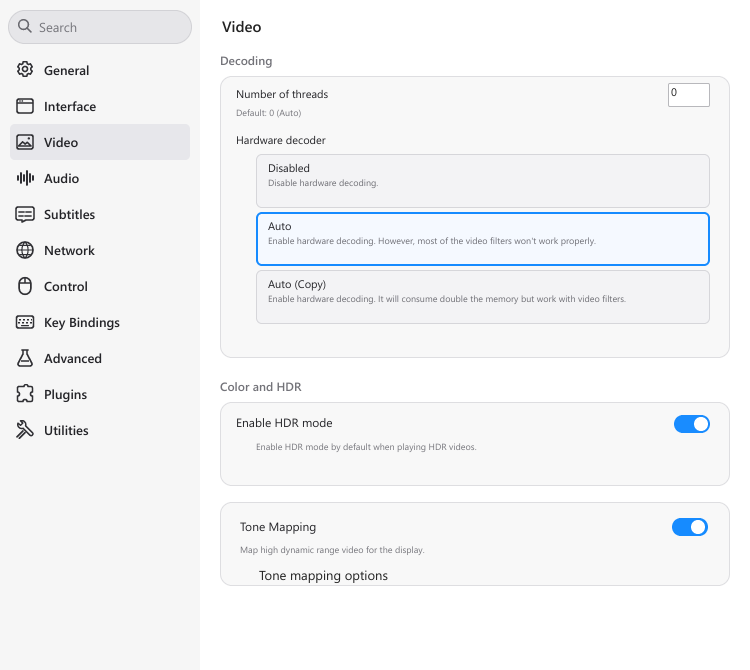 Search
General
Interface
Video
Audio
Subtitles
Network
Control
Key Bindings
Advanced
Plugins
Utilities
Video
Decoding
Number of threads
0
Default: 0 (Auto)
Hardware decoder
Disabled
Disable hardware decoding.
Auto
Enable hardware decoding. However, most of the video filters won't work properly.
Auto (Copy)
Enable hardware decoding. It will consume double the memory but work with video filters.
Color and HDR
Enable HDR mode
Enable HDR mode by default when playing HDR videos.
Tone Mapping
Map high dynamic range video for the display.
Tone mapping options